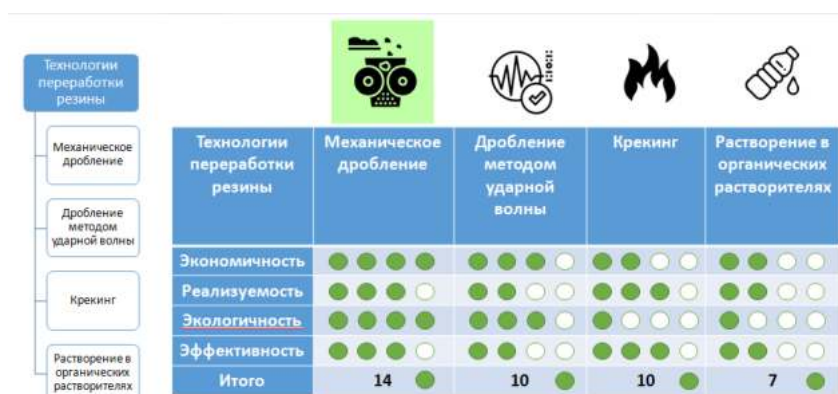 Технологии
переработки
резины
Механическое
дробление
Дробление
методом
ударной волны
Крекинг
Растворение в
органических
растворителях
Технологии
переработки
резины
Механическое
дробление
Дробление
методом
ударной
волны
Крекинг
Растворение в
органических
растворителях
Экономичность
Реализуемость
Экологичность
Эффективность
Итого 14 10 10 7